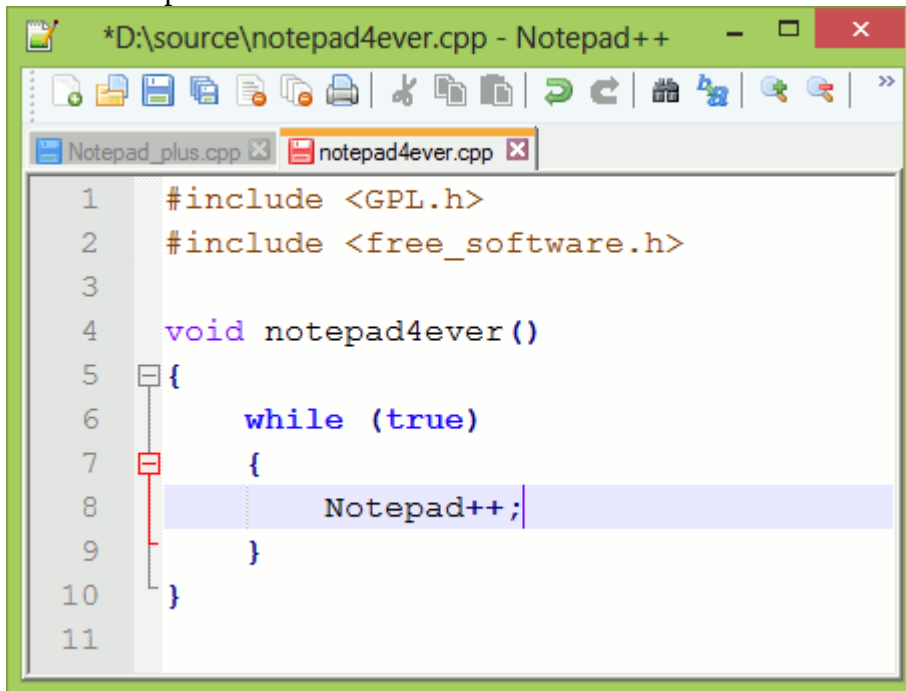 *D:\source\notepad4ever.cpp - Notepad++
Notepad_plus.cpp notepad4ever.cpp
1 #include <GPL.h>
2 #include <free_software.h>
3
4 void notepad4ever()
5 {
6 while (true)
7 {
8 Notepad++;
9 }
10 }
11